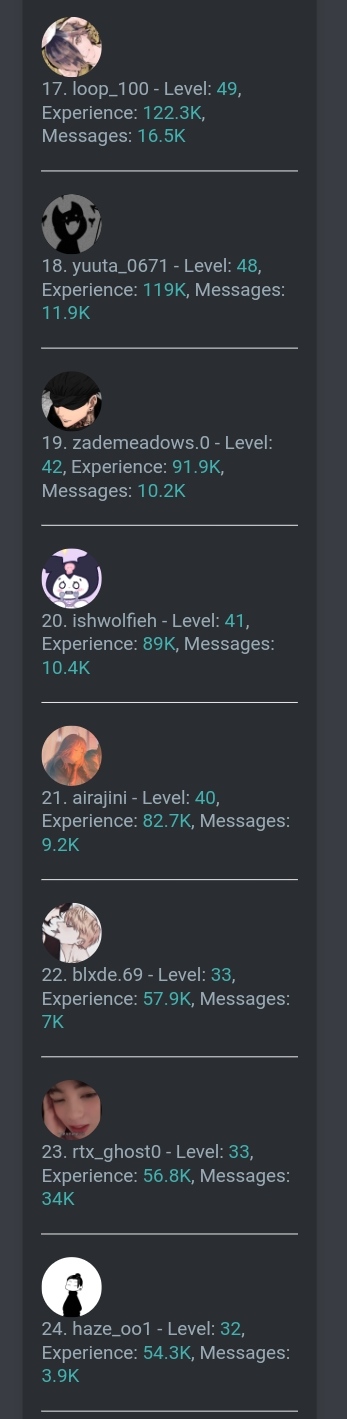 17. loop_100 - Level: 49,
Experience: 122.3K,
Messages: 16.5K
18. yuuta_0671 - Level: 48,
Experience: 119K, Messages:
11.9K
19. zademeadows.0 - Level:
42, Experience: 91.9K,
Messages: 10.2K
20. ishwolfieh - Level: 41,
Experience: 89K, Messages:
10.4K
21. airajini - Level: 40,
Experience: 82.7K, Messages:
9.2K
22. blxde.69 - Level: 33,
Experience: 57.9K, Messages:
7K
23. rtx_ghost0 - Level: 33,
Experience: 56.8K, Messages:
34K
24. haze_oo1 - Level: 32,
Experience: 54.3K, Messages:
3.9K